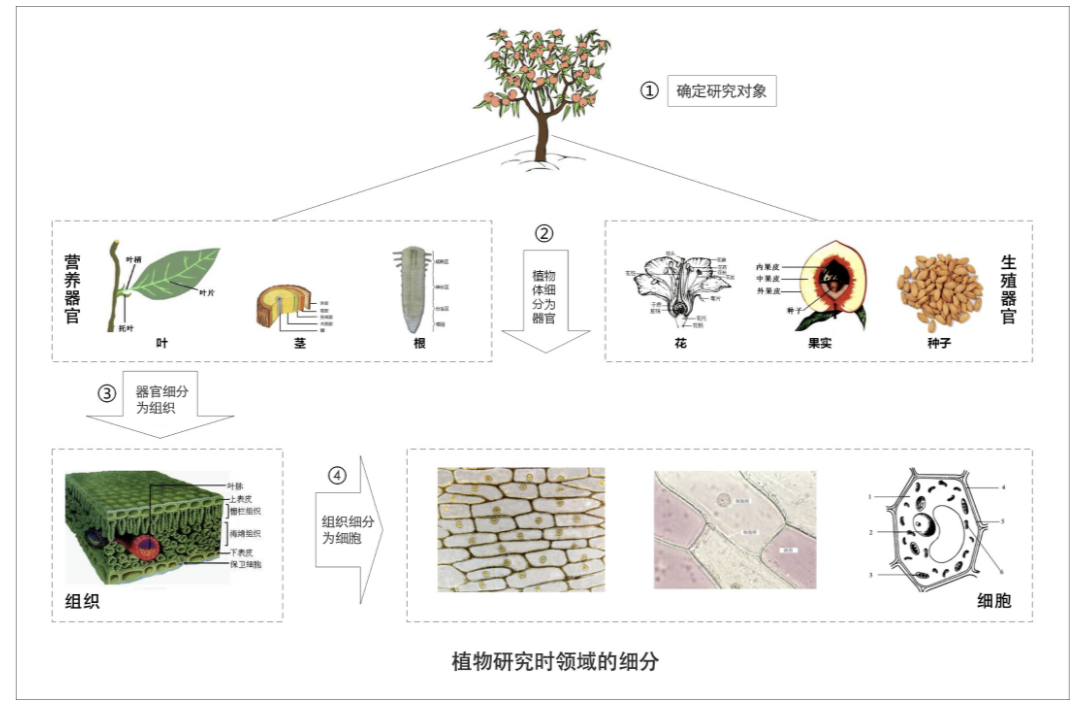 ① 确定研究对象
营养器官
叶柄
叶片
托叶
叶
茎
根
②
植物
体细
分为
器官
花
内果皮
中果皮
外果皮
种子
果实
种子
生殖器官
③
器官细分
为组织
叶脉
上表皮
栅栏组织
海绵组织
下表皮
保卫细胞
组织
④
组织细分
为细胞
1
2
3
4
5
6
细胞
植物研究时领域的细分